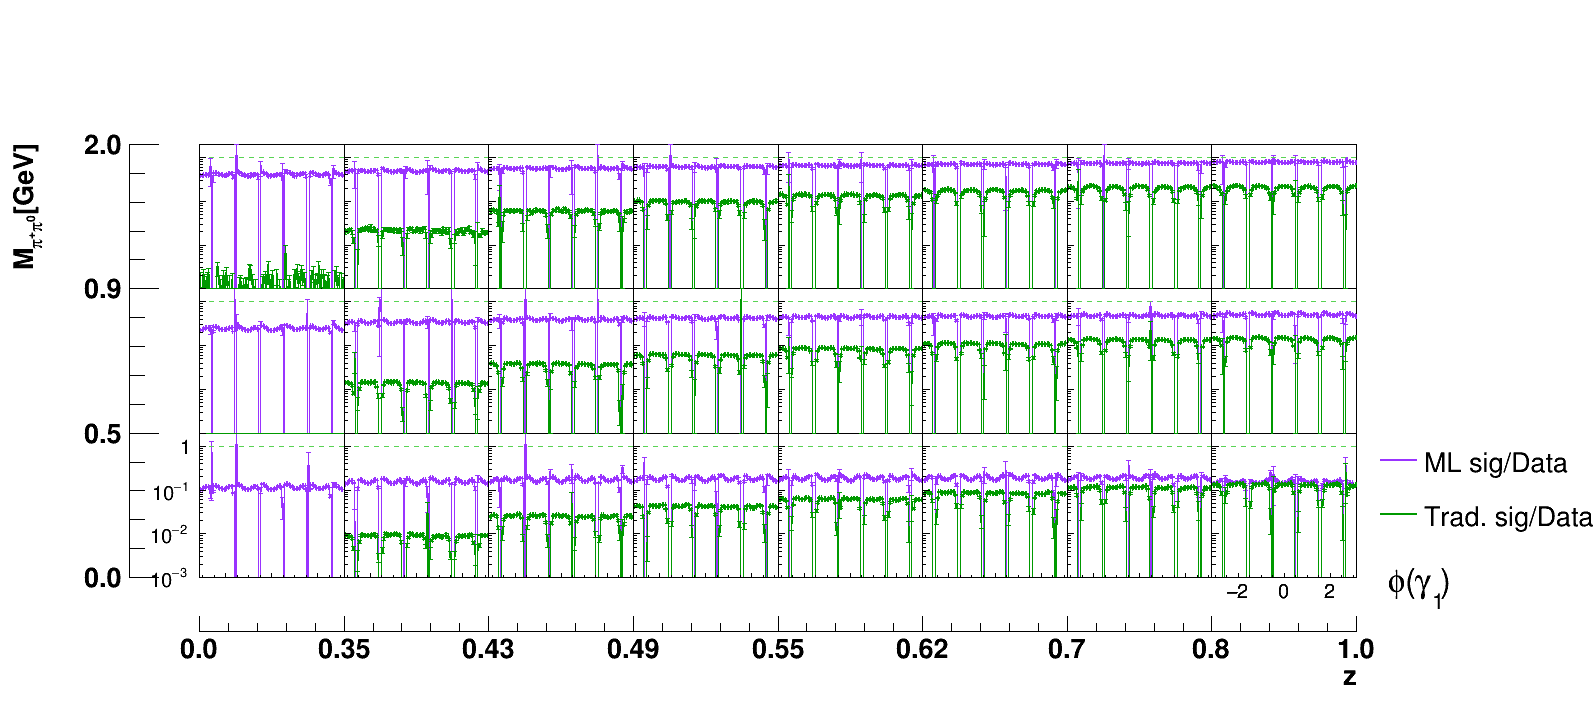 M π⁺π⁰ [GeV]
2.0
0.9
0.5
0.0
1
10⁻¹
10⁻²
10⁻³
ML sig/Data
Trad. sig/Data
−2 0 2
ϕ(γ₁)
0.0 0.35 0.43 0.49 0.55 0.62 0.7 0.8 1.0
z